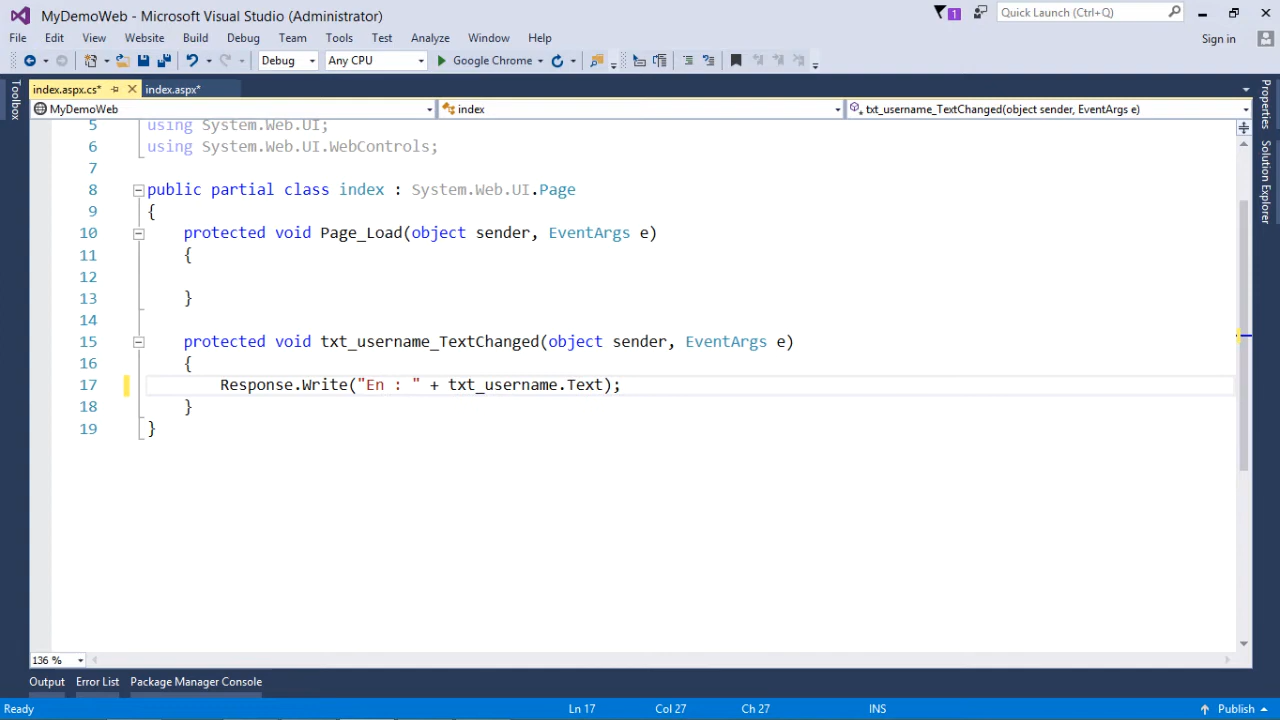 MyDemoWeb - Microsoft Visual Studio (Administrator)
1
Quick Launch (Ctrl+Q)
File Edit View Website Build Debug Team Tools Test Analyze Window Help
Sign in
Debug Any CPU Google Chrome
Toolbox
index.aspx.cs* index.aspx*
MyDemoWeb index txt_username_TextChanged(object sender, EventArgs e)
Properties
Solution Explorer
5 using System.Web.UI;
6 using System.Web.UI.WebControls;
7
8 public partial class index : System.Web.UI.Page
9 {
10 protected void Page_Load(object sender, EventArgs e)
11 {
12
13 }
14
15 protected void txt_username_TextChanged(object sender, EventArgs e)
16 {
17 Response.Write("En : " + txt_username.Text);
18 }
19 }
136 %
Output Error List Package Manager Console
Ready Ln 17 Col 27 Ch 27 INS Publish